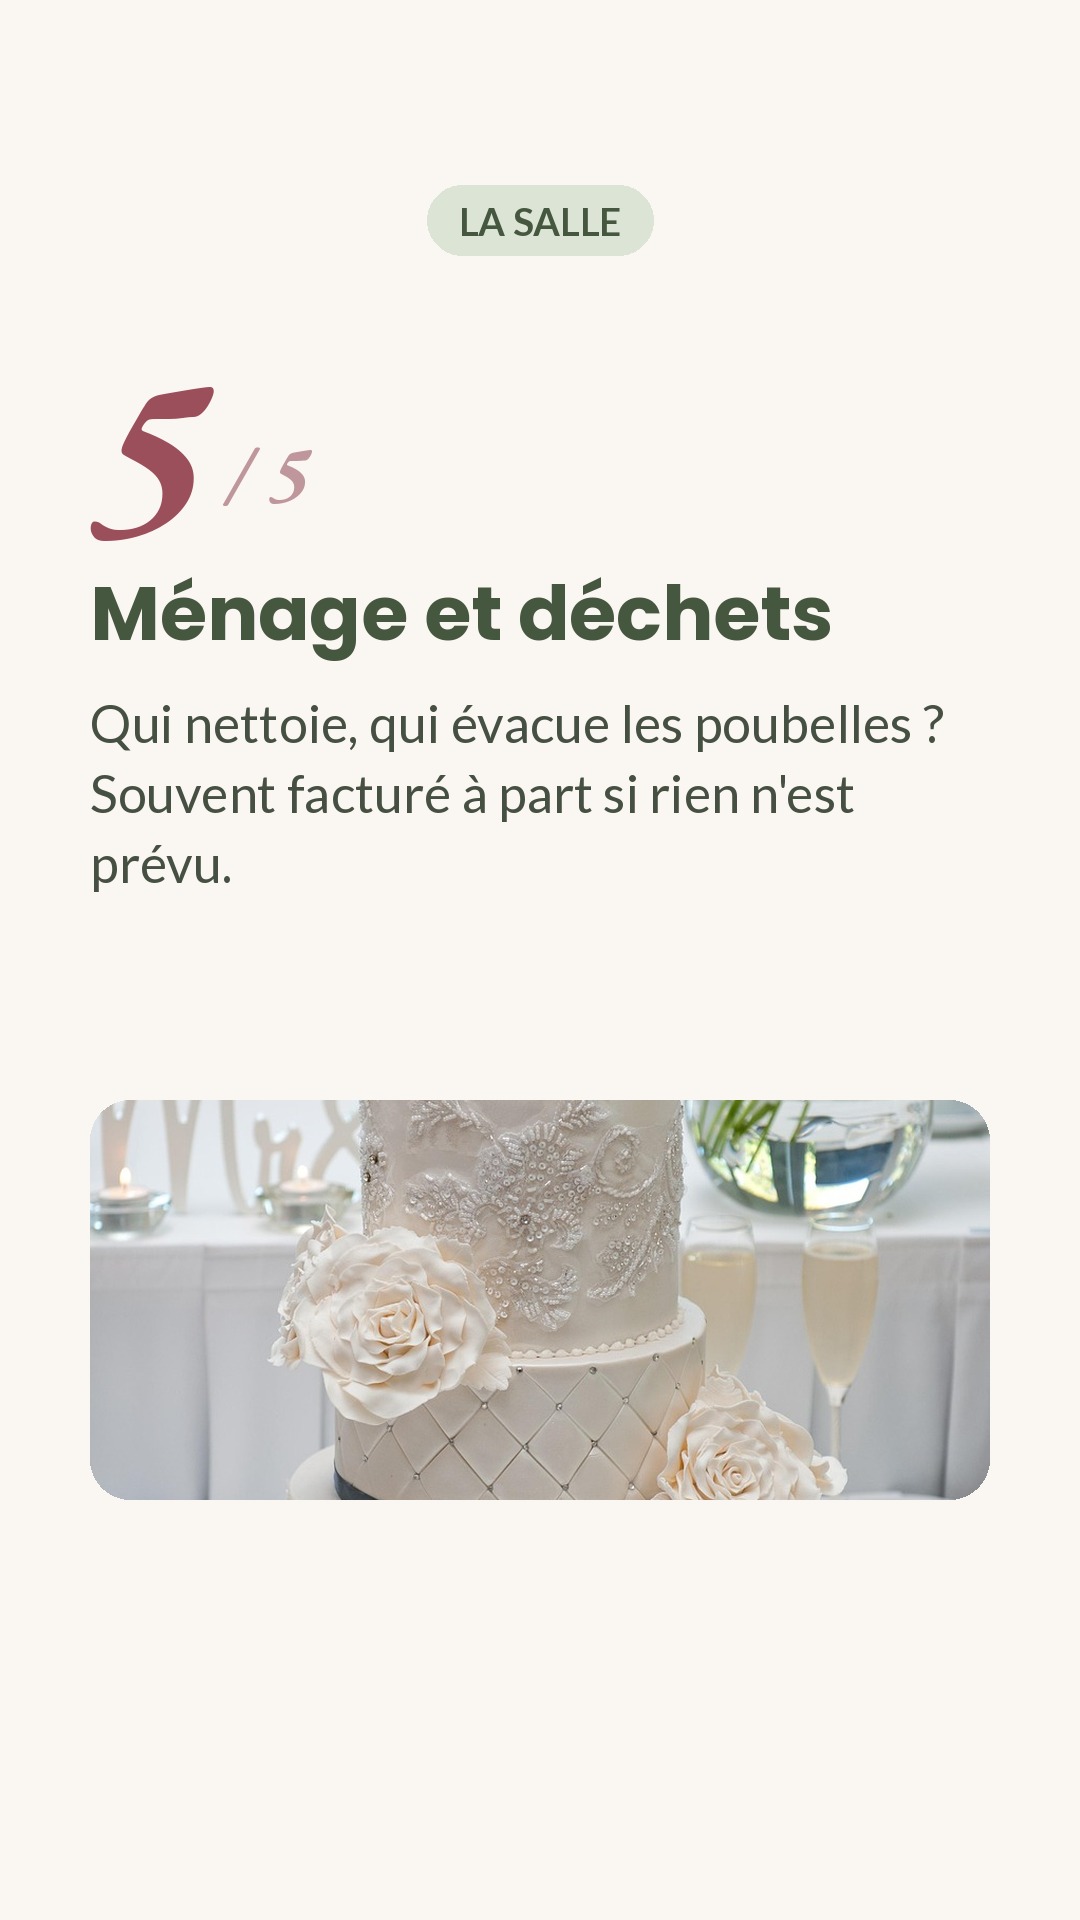 LA SALLE
5 / 5
Ménage et déchets
Qui nettoie, qui évacue les poubelles ?
Souvent facturé à part si rien n'est
prévu.